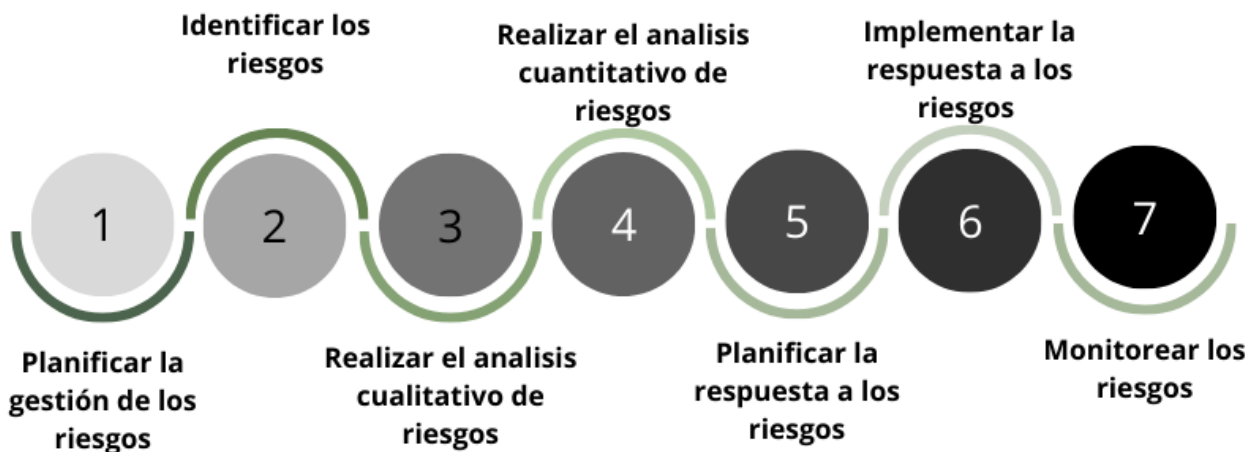 1
Planificar la
gestión de los
riesgos
Identificar los
riesgos
2
3
Realizar el analisis
cualitativo de
riesgos
Realizar el analisis
cuantitativo de
riesgos
4
5
Planificar la
respuesta a los
riesgos
Implementar la
respuesta a los
riesgos
6
7
Monitorear los
riesgos